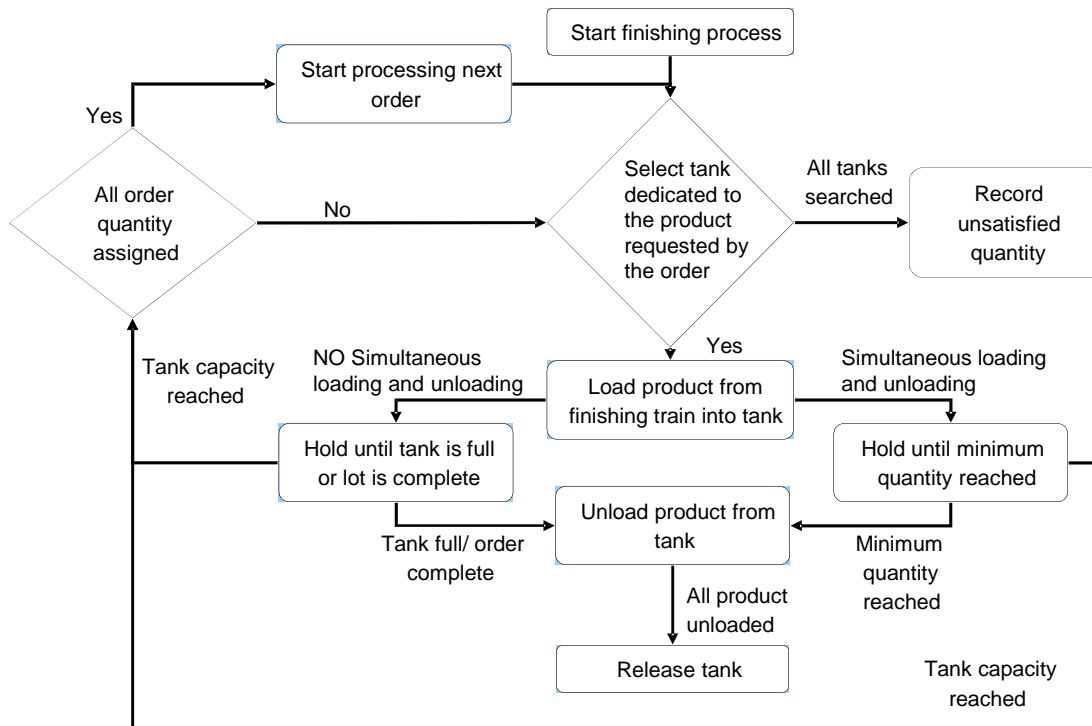 Start finishing process
Start processing next
order
Yes
All order
quantity
assigned
No
Select tank
dedicated to
the product
requested by
the order
All tanks
searched
Record
unsatisfied
quantity
Yes
Tank capacity
reached
NO Simultaneous
loading and unloading
Load product from
finishing train into tank
Simultaneous loading
and unloading
Hold until tank is full
or lot is complete
Hold until minimum
quantity reached
Unload product from
tank
Tank full/ order
complete
Minimum
quantity
reached
All product
unloaded
Release tank
Tank capacity
reached